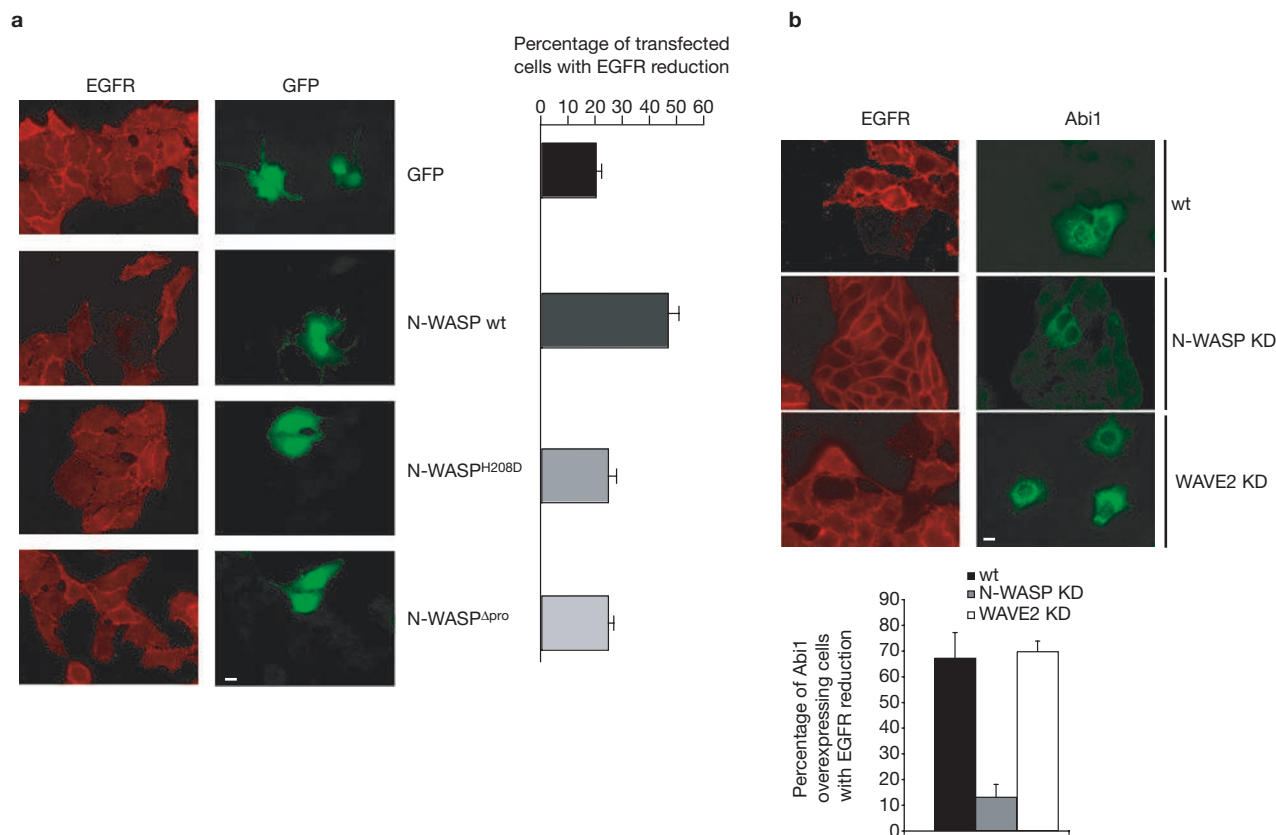 a
Percentage of transfected
cells with EGFR reduction
EGFR
GFP
0 10 20 30 40 50 60
GFP
N-WASP wt
N-WASPH208D
N-WASPΔpro
b
EGFR
Abi1
wt
N-WASP KD
WAVE2 KD
wt
N-WASP KD
WAVE2 KD
Percentage of Abi1
overexpressing cells
with EGFR reduction
90
80
70
60
50
40
30
20
10
0